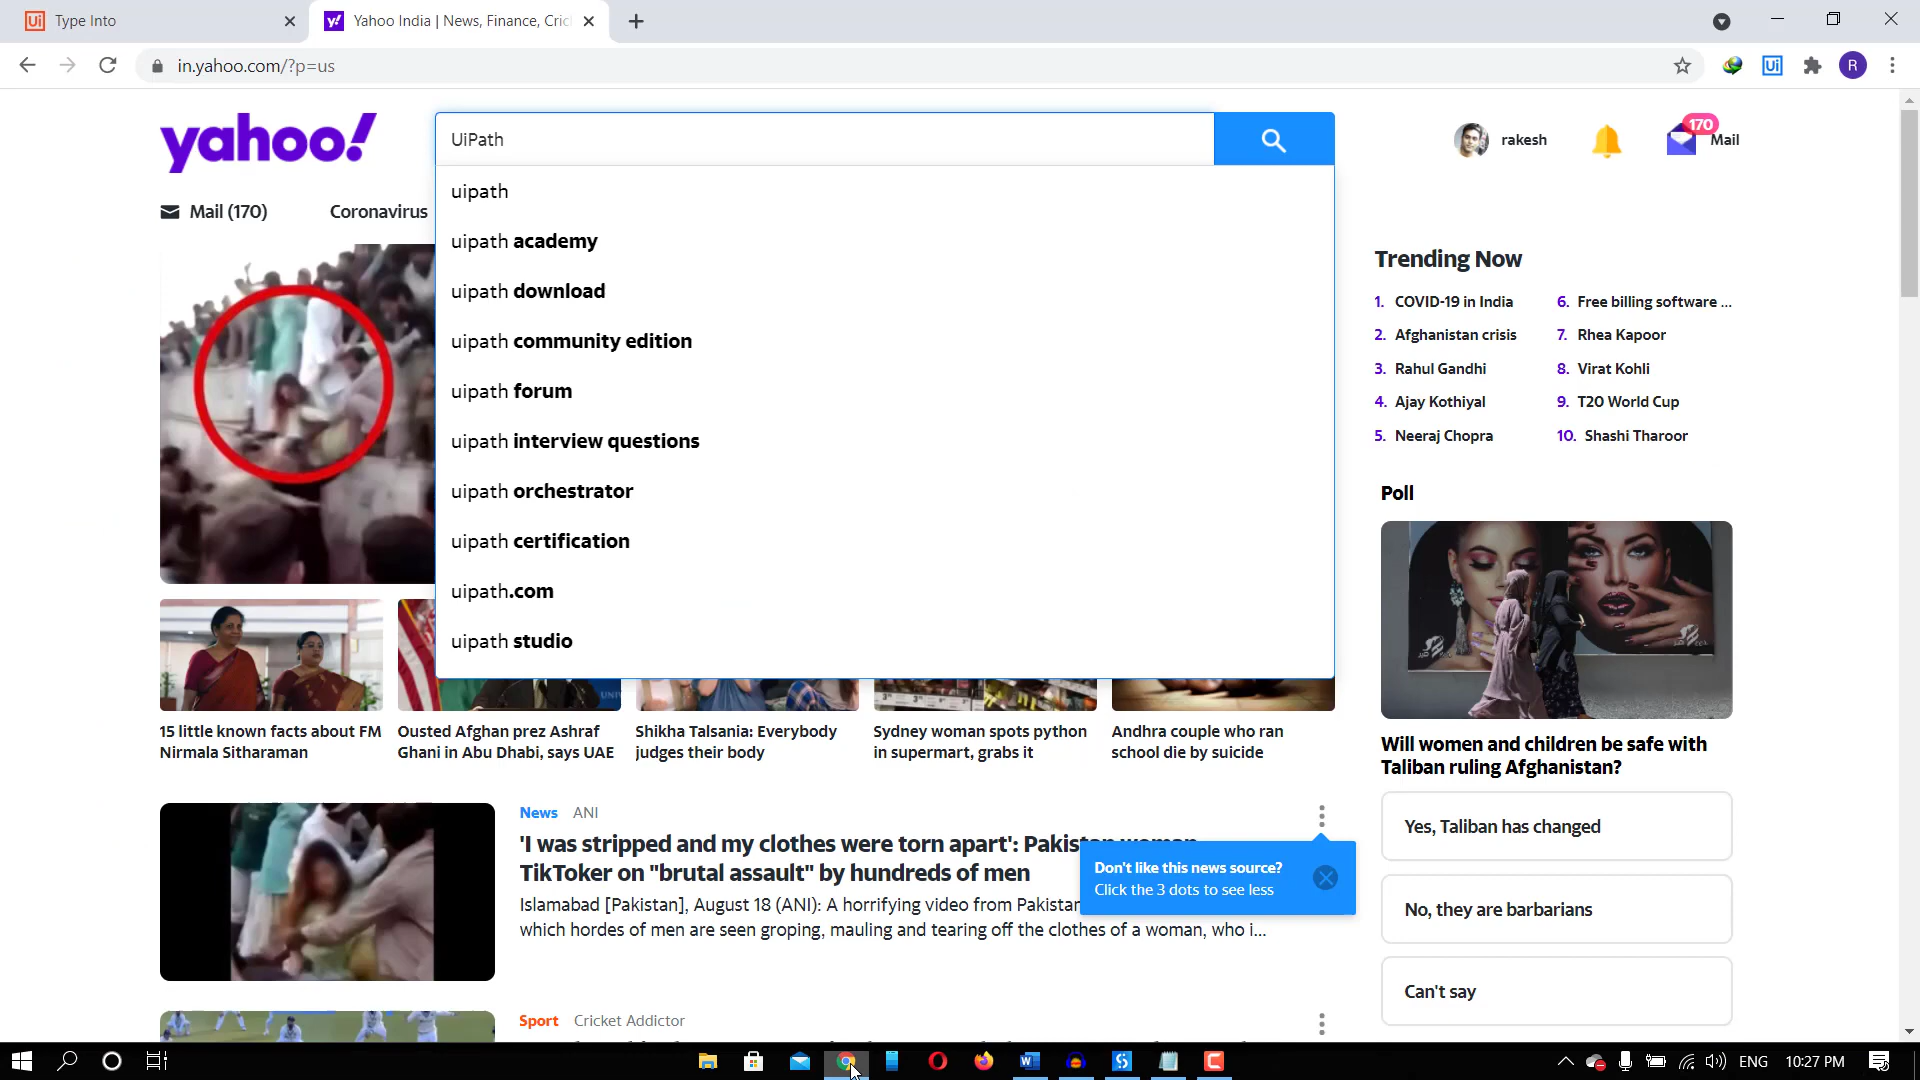 Ui Type Into
y! Yahoo India | News, Finance, Cric
in.yahoo.com/?p=us
Ui
R
yahoo!
UiPath
rakesh
170
Mail
Mail (170)
Coronavirus
uipath
uipath academy
uipath download
uipath community edition
uipath forum
uipath interview questions
uipath orchestrator
uipath certification
uipath.com
uipath studio
Trending Now
1. COVID-19 in India
2. Afghanistan crisis
3. Rahul Gandhi
4. Ajay Kothiyal
5. Neeraj Chopra
6. Free billing software ...
7. Rhea Kapoor
8. Virat Kohli
9. T20 World Cup
10. Shashi Tharoor
Poll
Will women and children be safe with
Taliban ruling Afghanistan?
Yes, Taliban has changed
No, they are barbarians
Can't say
15 little known facts about FM
Nirmala Sitharaman
Ousted Afghan prez Ashraf
Ghani in Abu Dhabi, says UAE
Shikha Talsania: Everybody
judges their body
Sydney woman spots python
in supermart, grabs it
Andhra couple who ran
school die by suicide
News ANI
'I was stripped and my clothes were torn apart': Pakistan woman
TikToker on "brutal assault" by hundreds of men
Islamabad [Pakistan], August 18 (ANI): A horrifying video from Pakistan
which hordes of men are seen groping, mauling and tearing off the clothes of a woman, who i...
Don't like this news source?
Click the 3 dots to see less
Sport Cricket Addictor
ENG
10:27 PM